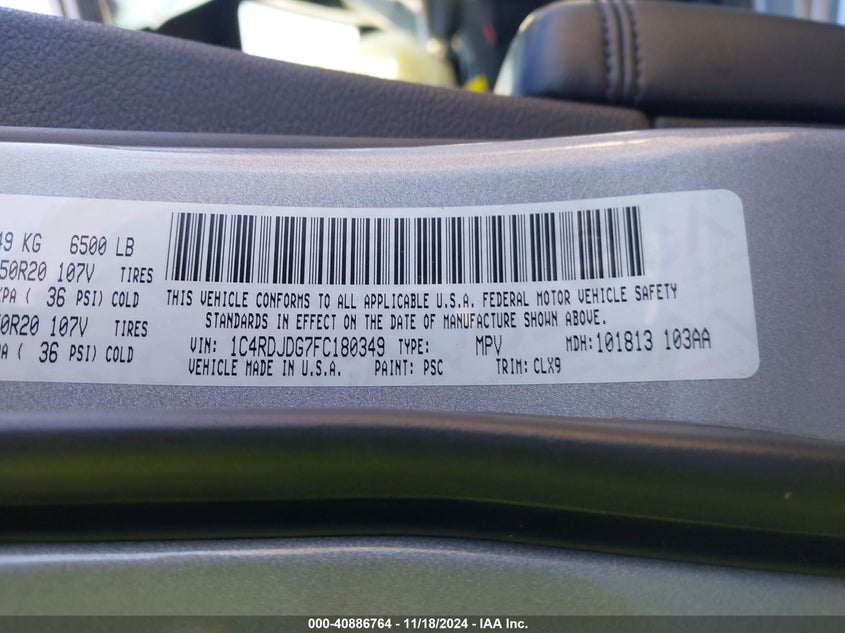 49 KG 6500 LB
50R20 107V TIRES
KPA ( 36 PSI) COLD
50R20 107V TIRES
PA ( 36 PSI) COLD
THIS VEHICLE CONFORMS TO ALL APPLICABLE U.S.A. FEDERAL MOTOR VEHICLE SAFETY
STANDARDS IN EFFECT ON THE DATE OF MANUFACTURE SHOWN ABOVE.
VIN: 1C4RDJDG7FC180349 TYPE: MPV MDH: 101813 103AA
VEHICLE MADE IN U.S.A. PAINT: PSC TRIM: CLX9
000-40886764 - 11/18/2024 - IAA Inc.